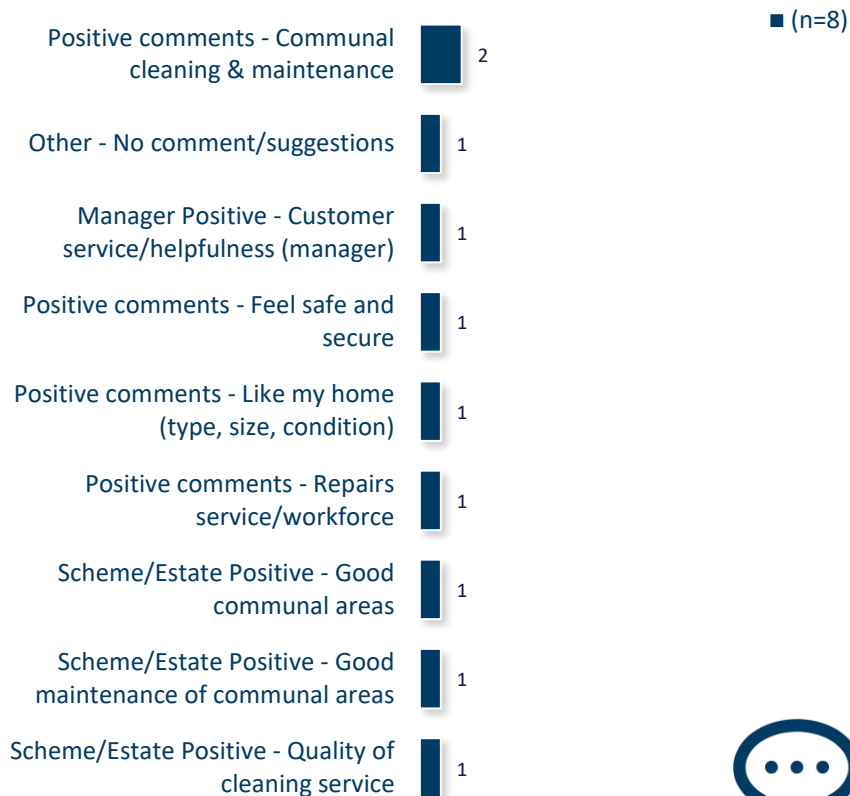 (n=8)
Positive comments - Communal
cleaning & maintenance
2
Other - No comment/suggestions
1
Manager Positive - Customer
service/helpfulness (manager)
1
Positive comments - Feel safe and
secure
1
Positive comments - Like my home
(type, size, condition)
1
Positive comments - Repairs
service/workforce
1
Scheme/Estate Positive - Good
communal areas
1
Scheme/Estate Positive - Good
maintenance of communal areas
1
Scheme/Estate Positive - Quality of
cleaning service
1